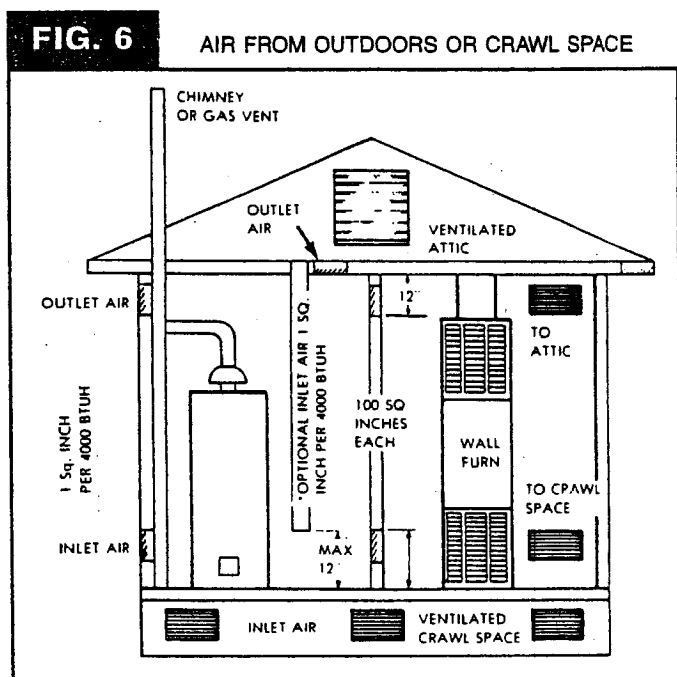 FIG. 6
AIR FROM OUTDOORS OR CRAWL SPACE
CHIMNEY
OR GAS VENT
OUTLET
AIR
VENTILATED
ATTIC
OUTLET AIR
12"
TO
ATTIC
1 Sq. INCH
PER 4000 BTUH
*OPTIONAL INLET AIR 1 SQ.
INCH PER 4000 BTUH
100 SQ
INCHES
EACH
WALL
FURN
TO CRAWL
SPACE
INLET AIR
MAX
12"
INLET AIR
VENTILATED
CRAWL SPACE